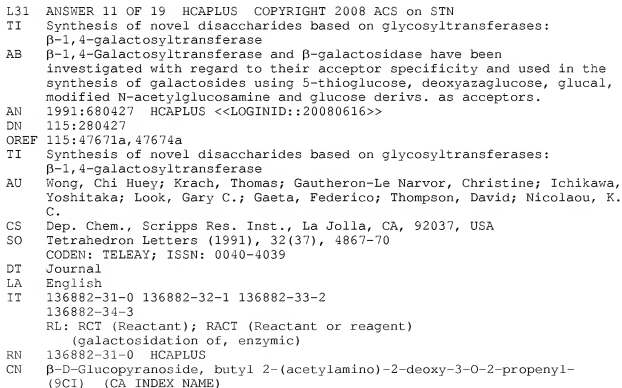 L31 ANSWER 11 OF 19 HCAPLUS COPYRIGHT 2008 ACS on STN
TI Synthesis of novel disaccharides based on glycosyltransferases:
β-1,4-galactosyltransferase
AB β-1,4-Galactosyltransferase and β-galactosidase have been
investigated with regard to their acceptor specificity and used in the
synthesis of galactosides using 5-thioglucose, deoxyazaglucose, glucal,
modified N-acetylglucosamine and glucose derivs. as acceptors.
AN 1991:680427 HCAPLUS <<LOGINID::20080616>>
DN 115:280427
OREF 115:47671a,47674a
TI Synthesis of novel disaccharides based on glycosyltransferases:
β-1,4-galactosyltransferase
AU Wong, Chi Huey; Krach, Thomas; Gautheron-Le Narvor, Christine; Ichikawa,
Yoshitaka; Look, Gary C.; Gaeta, Federico; Thompson, David; Nicolaou, K.
C.
CS Dep. Chem., Scripps Res. Inst., La Jolla, CA, 92037, USA
SO Tetrahedron Letters (1991), 32(37), 4867-70
CODEN: TELEAY; ISSN: 0040-4039
DT Journal
LA English
IT 136882-31-0 136882-32-1 136882-33-2
136882-34-3
RL: RCT (Reactant); RACT (Reactant or reagent)
(galactosidation of, enzymic)
RN 136882-31-0 HCAPLUS
CN β-D-Glucopyranoside, butyl 2-(acetylamino)-2-deoxy-3-O-2-propenyl-
(9CI) (CA INDEX NAME)